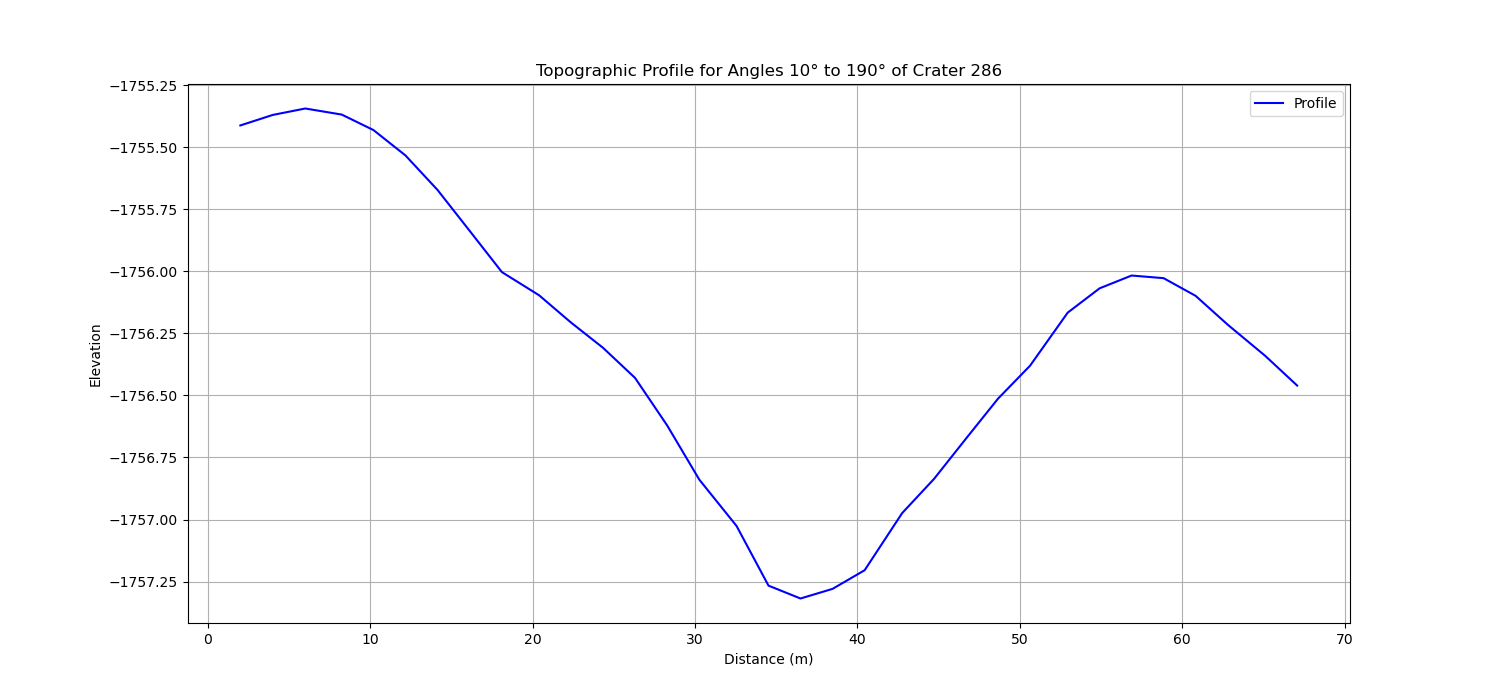 Topographic Profile for Angles 10° to 190° of Crater 286
Profile
−1755.25
−1755.50
−1755.75
−1756.00
−1756.25
−1756.50
−1756.75
−1757.00
−1757.25
Elevation
0 10 20 30 40 50 60 70
Distance (m)